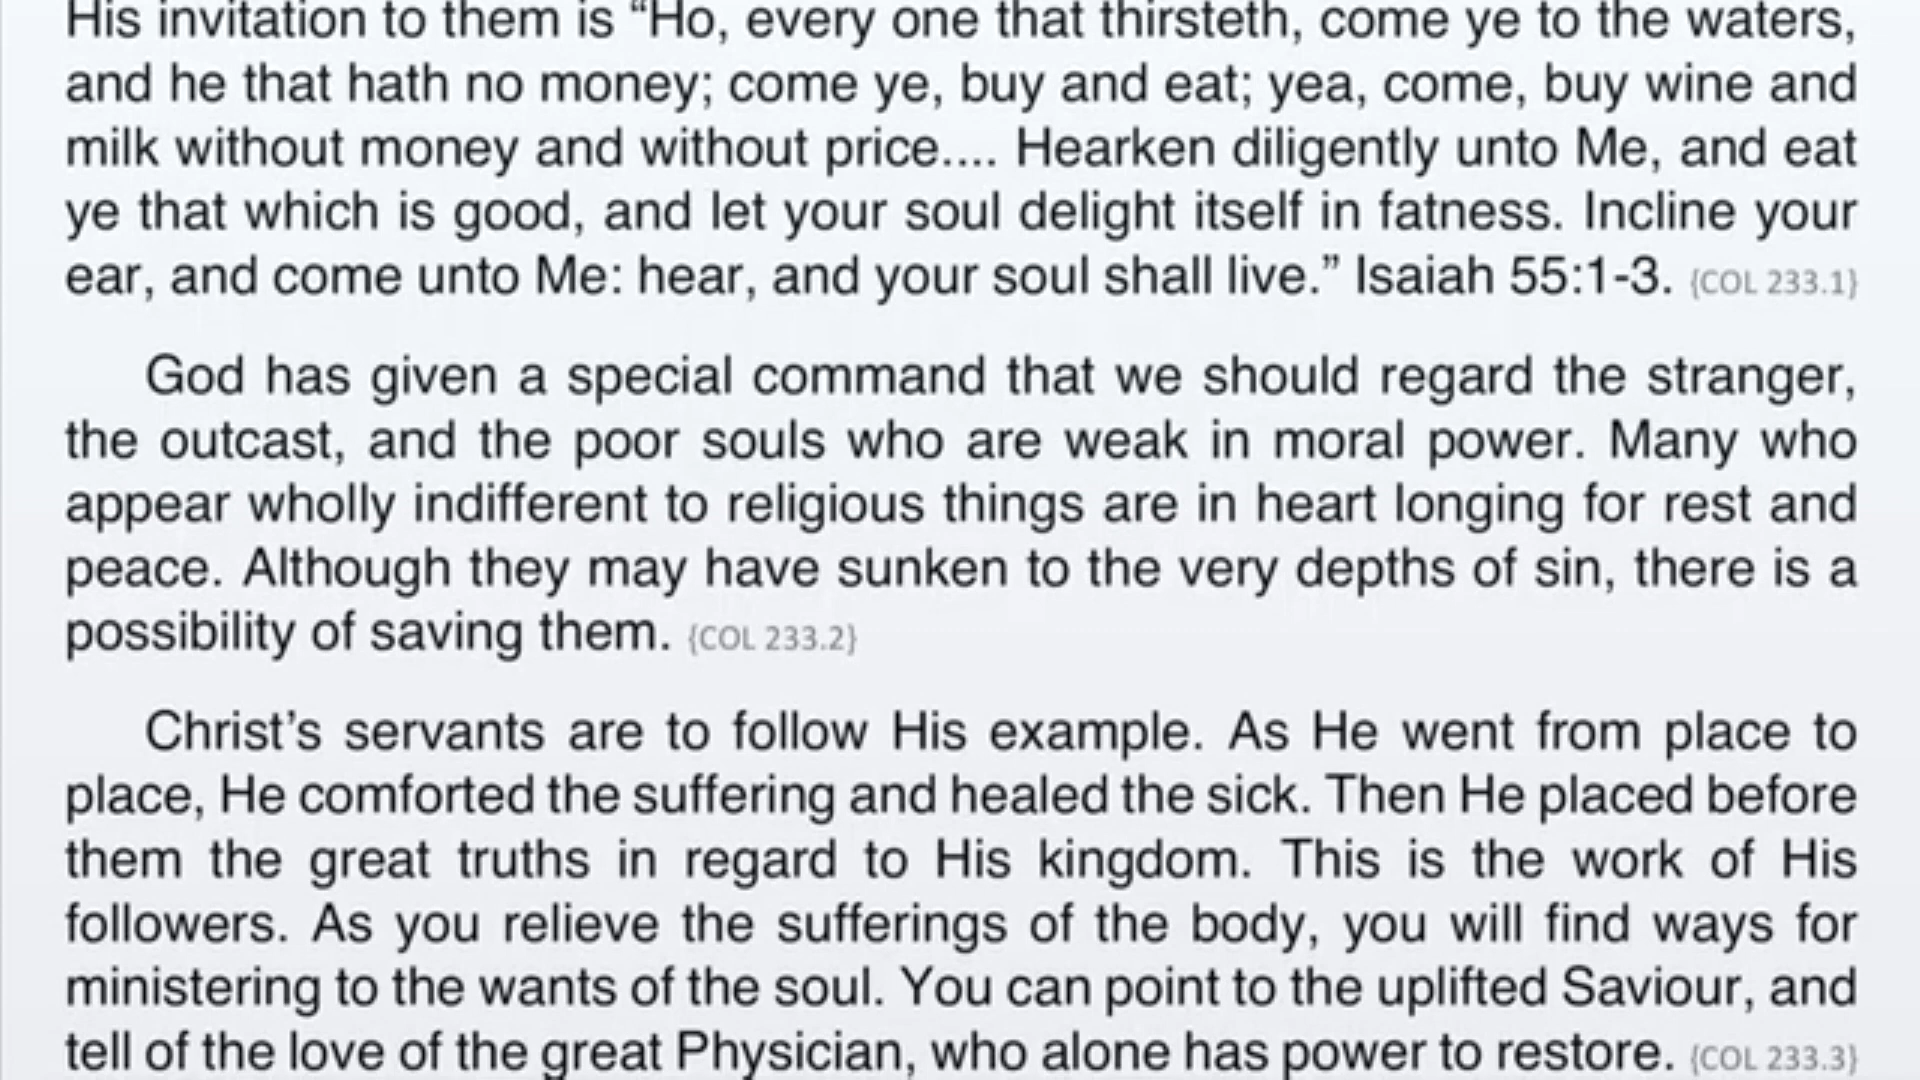 His invitation to them is “Ho, every one that thirsteth, come ye to the waters,
and he that hath no money; come ye, buy and eat; yea, come, buy wine and
milk without money and without price.... Hearken diligently unto Me, and eat
ye that which is good, and let your soul delight itself in fatness. Incline your
ear, and come unto Me: hear, and your soul shall live.” Isaiah 55:1-3. {COL 233.1}
God has given a special command that we should regard the stranger,
the outcast, and the poor souls who are weak in moral power. Many who
appear wholly indifferent to religious things are in heart longing for rest and
peace. Although they may have sunken to the very depths of sin, there is a
possibility of saving them. {COL 233.2}
Christ’s servants are to follow His example. As He went from place to
place, He comforted the suffering and healed the sick. Then He placed before
them the great truths in regard to His kingdom. This is the work of His
followers. As you relieve the sufferings of the body, you will find ways for
ministering to the wants of the soul. You can point to the uplifted Saviour, and
tell of the love of the great Physician, who alone has power to restore. {COL 233.3}